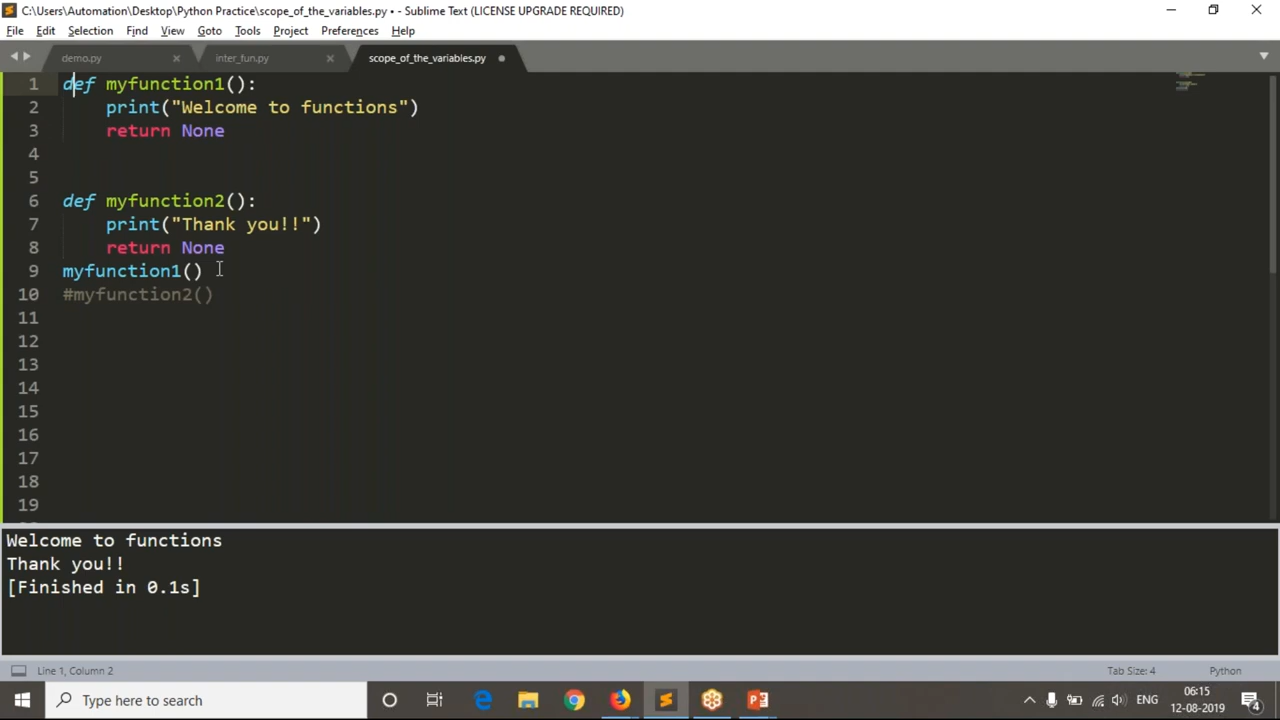 C:\Users\Automation\Desktop\Python Practice\scope_of_the_variables.py • - Sublime Text (LICENSE UPGRADE REQUIRED)
File Edit Selection Find View Goto Tools Project Preferences Help
demo.py inter_fun.py scope_of_the_variables.py
1 def myfunction1():
2 print("Welcome to functions")
3 return None
4
5
6 def myfunction2():
7 print("Thank you!!")
8 return None
9 myfunction1()
10 #myfunction2()
11
12
13
14
15
16
17
18
19
Welcome to functions
Thank you!!
[Finished in 0.1s]
Line 1, Column 2 Tab Size: 4 Python
Type here to search ENG 06:15
12-08-2019 4